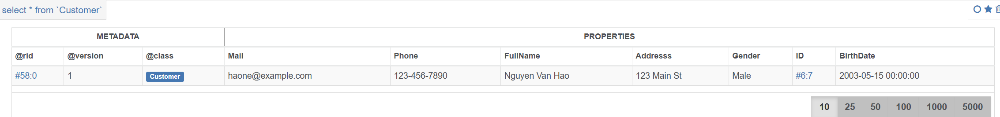 select * from `Customer`
METADATA PROPERTIES
@rid @version @class Mail Phone FullName Addresss Gender ID BirthDate
#58:0 1 Customer haone@example.com 123-456-7890 Nguyen Van Hao 123 Main St Male #6:7 2003-05-15 00:00:00
10 25 50 100 1000 5000